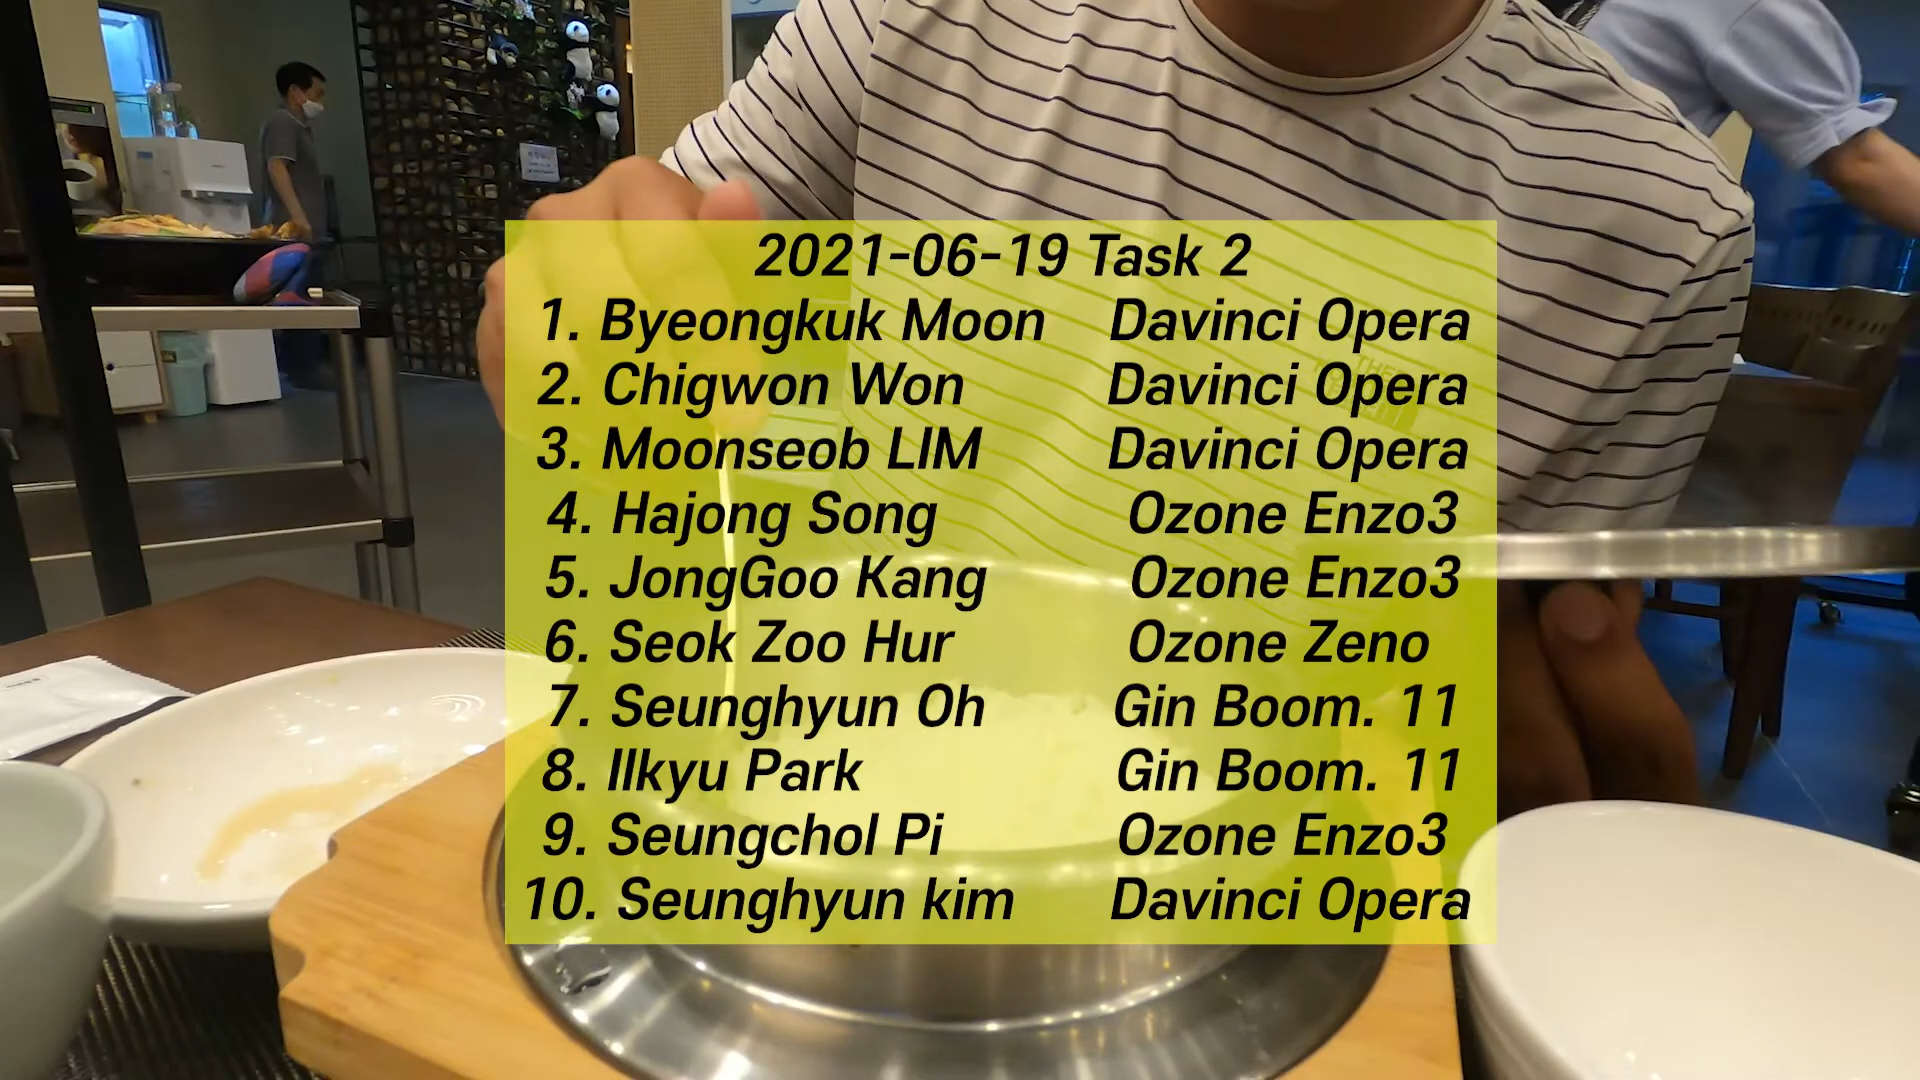 2021-06-19 Task 2
1. Byeongkuk Moon Davinci Opera
2. Chigwon Won Davinci Opera
3. Moonseob LIM Davinci Opera
4. Hajong Song Ozone Enzo3
5. JongGoo Kang Ozone Enzo3
6. Seok Zoo Hur Ozone Zeno
7. Seunghyun Oh Gin Boom. 11
8. Ilkyu Park Gin Boom. 11
9. Seungchol Pi Ozone Enzo3
10. Seunghyun kim Davinci Opera